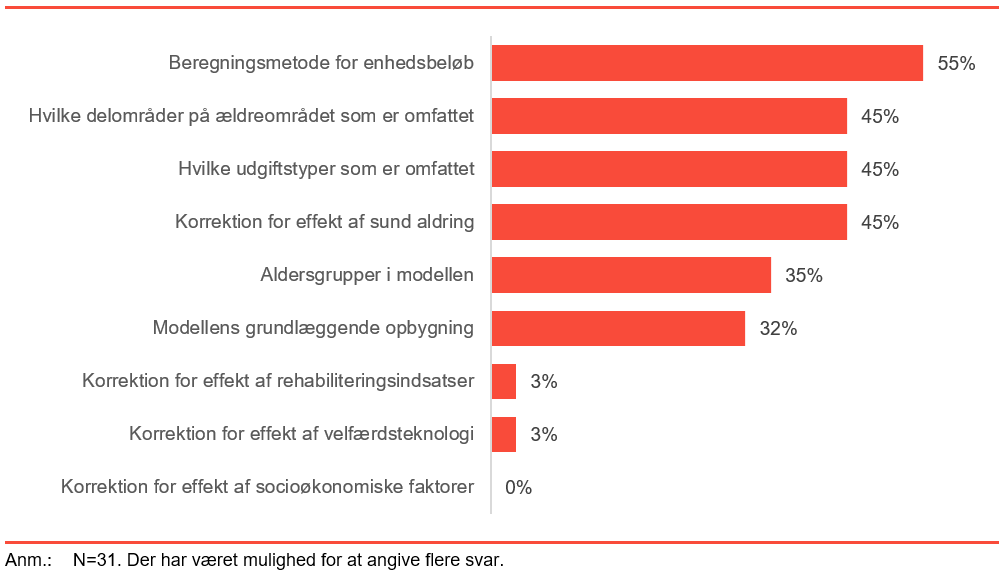 Beregningsmetode for enhedsbeløb 55%
Hvilke delområder på ældreområdet som er omfattet 45%
Hvilke udgiftstyper som er omfattet 45%
Korrektion for effekt af sund aldring 45%
Aldersgrupper i modellen 35%
Modellens grundlæggende opbygning 32%
Korrektion for effekt af rehabiliteringsindsatser 3%
Korrektion for effekt af velfærdsteknologi 3%
Korrektion for effekt af socioøkonomiske faktorer 0%
Anm.: N=31. Der har været mulighed for at angive flere svar.